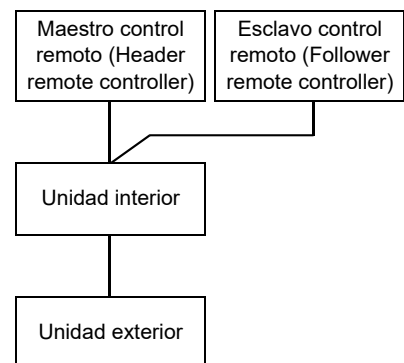 Maestro control
remoto (Header
remote controller)
Esclavo control
remoto (Follower
remote controller)
Unidad interior
Unidad exterior